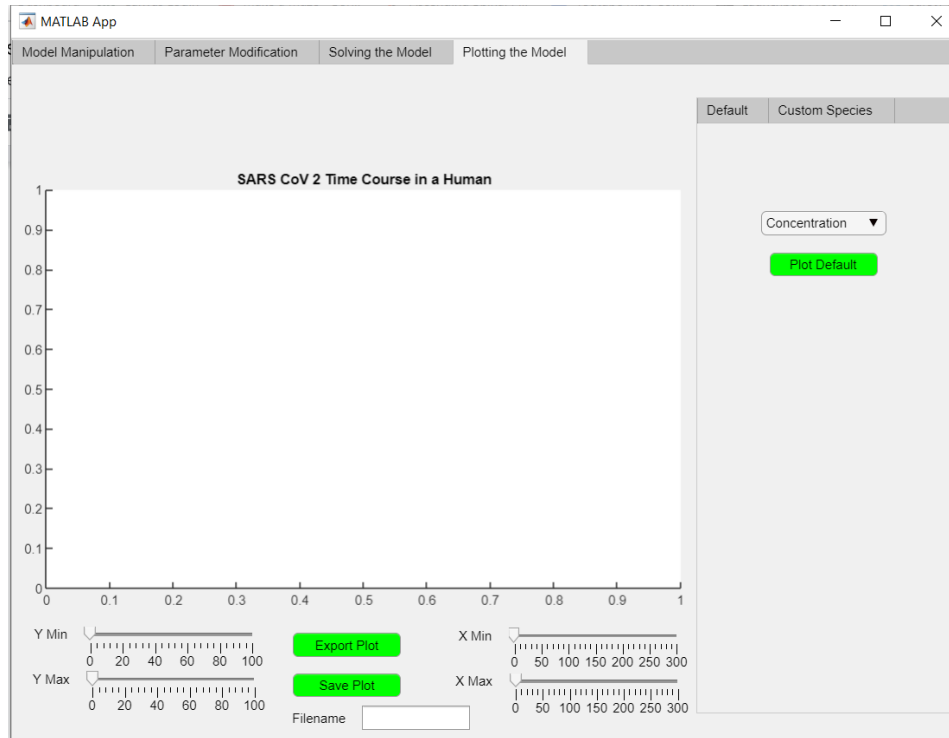 MATLAB App
Model Manipulation Parameter Modification Solving the Model Plotting the Model
Default Custom Species
SARS CoV 2 Time Course in a Human
1
0.9
0.8
0.7
0.6
0.5
0.4
0.3
0.2
0.1
0
0 0.1 0.2 0.3 0.4 0.5 0.6 0.7 0.8 0.9 1
Concentration
Plot Default
Y Min
0 20 40 60 80 100
Y Max
0 20 40 60 80 100
Export Plot
Save Plot
Filename
X Min
0 50 100 150 200 250 300
X Max
0 50 100 150 200 250 300